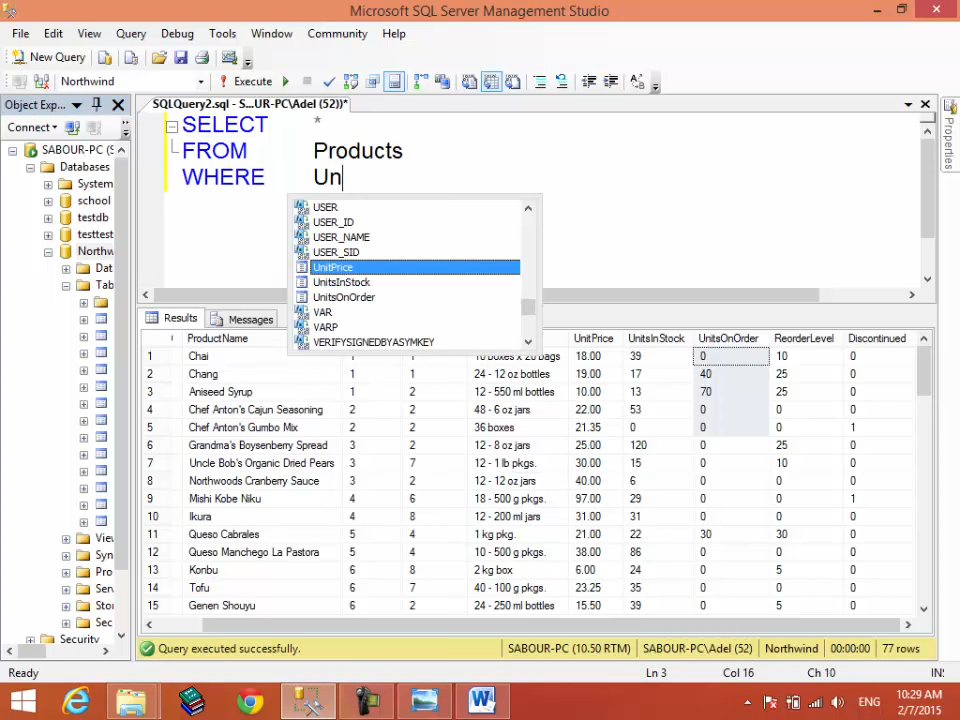 Microsoft SQL Server Management Studio
File Edit View Query Debug Tools Window Community Help
New Query
Northwind Execute
Object Exp... SQLQuery2.sql - S...UR-PC\Adel (52))*
Connect
SABOUR-PC (S
Databases
System
school
testdb
testtest
Northw
Dat
Tab
Viev
Syn
Pro
Serv
Stor
Sec
Security
SELECT *
FROM Products
WHERE Un
USER
USER_ID
USER_NAME
USER_SID
UnitPrice
UnitsInStock
UnitsOnOrder
VAR
VARP
VERIFYSIGNEDBYASYMKEY
Properties
Results Messages
ProductName UnitPrice UnitsInStock UnitsOnOrder ReorderLevel Discontinued
1 Chai 1 1 10 boxes x 20 bags 18.00 39 0 10 0
2 Chang 1 1 24 - 12 oz bottles 19.00 17 40 25 0
3 Aniseed Syrup 1 2 12 - 550 ml bottles 10.00 13 70 25 0
4 Chef Anton's Cajun Seasoning 2 2 48 - 6 oz jars 22.00 53 0 0 0
5 Chef Anton's Gumbo Mix 2 2 36 boxes 21.35 0 0 0 1
6 Grandma's Boysenberry Spread 3 2 12 - 8 oz jars 25.00 120 0 25 0
7 Uncle Bob's Organic Dried Pears 3 7 12 - 1 lb pkgs. 30.00 15 0 10 0
8 Northwoods Cranberry Sauce 3 2 12 - 12 oz jars 40.00 6 0 0 0
9 Mishi Kobe Niku 4 6 18 - 500 g pkgs. 97.00 29 0 0 1
10 Ikura 4 8 12 - 200 ml jars 31.00 31 0 0 0
11 Queso Cabrales 5 4 1 kg pkg. 21.00 22 30 30 0
12 Queso Manchego La Pastora 5 4 10 - 500 g pkgs. 38.00 86 0 0 0
13 Konbu 6 8 2 kg box 6.00 24 0 5 0
14 Tofu 6 7 40 - 100 g pkgs. 23.25 35 0 0 0
15 Genen Shouyu 6 2 24 - 250 ml bottles 15.50 39 0 5 0
Query executed successfully. SABOUR-PC (10.50 RTM) SABOUR-PC\Adel (52) Northwind 00:00:00 77 rows
Ready Ln 3 Col 16 Ch 10 IN:
ENG 10:29 AM
2/7/2015